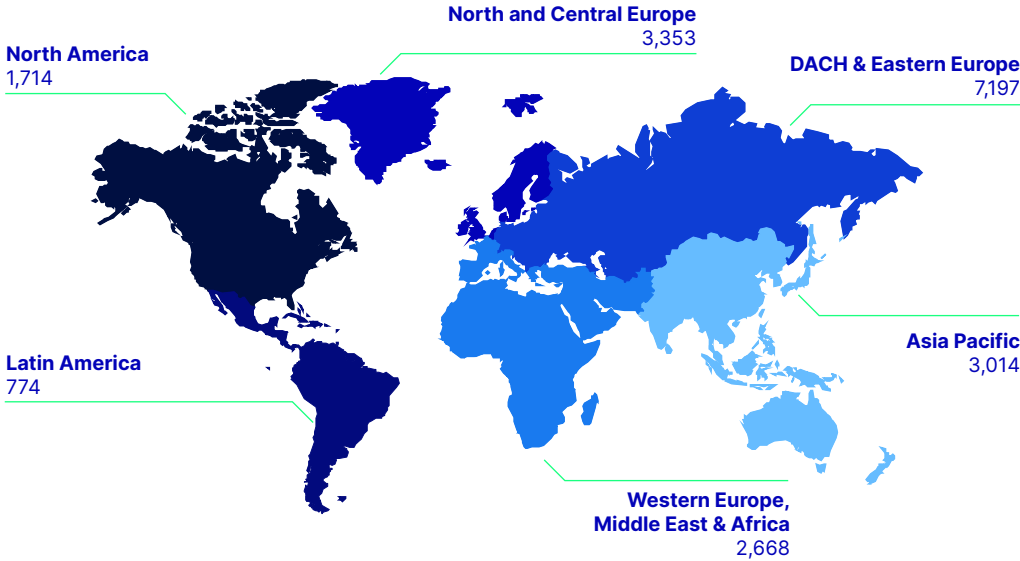 North and Central Europe
3,353
North America
1,714
DACH & Eastern Europe
7,197
Asia Pacific
3,014
Latin America
774
Western Europe,
Middle East & Africa
2,668